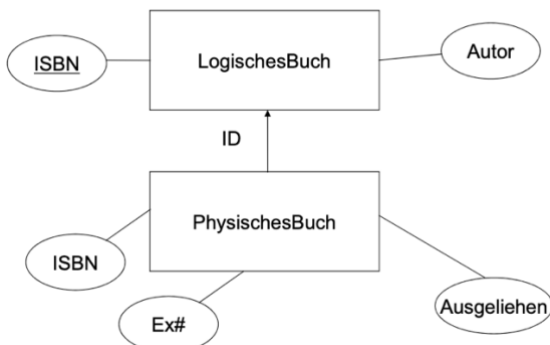 ISBN
LogischesBuch
Autor
ID
PhysischesBuch
ISBN
Ex#
Ausgeliehen